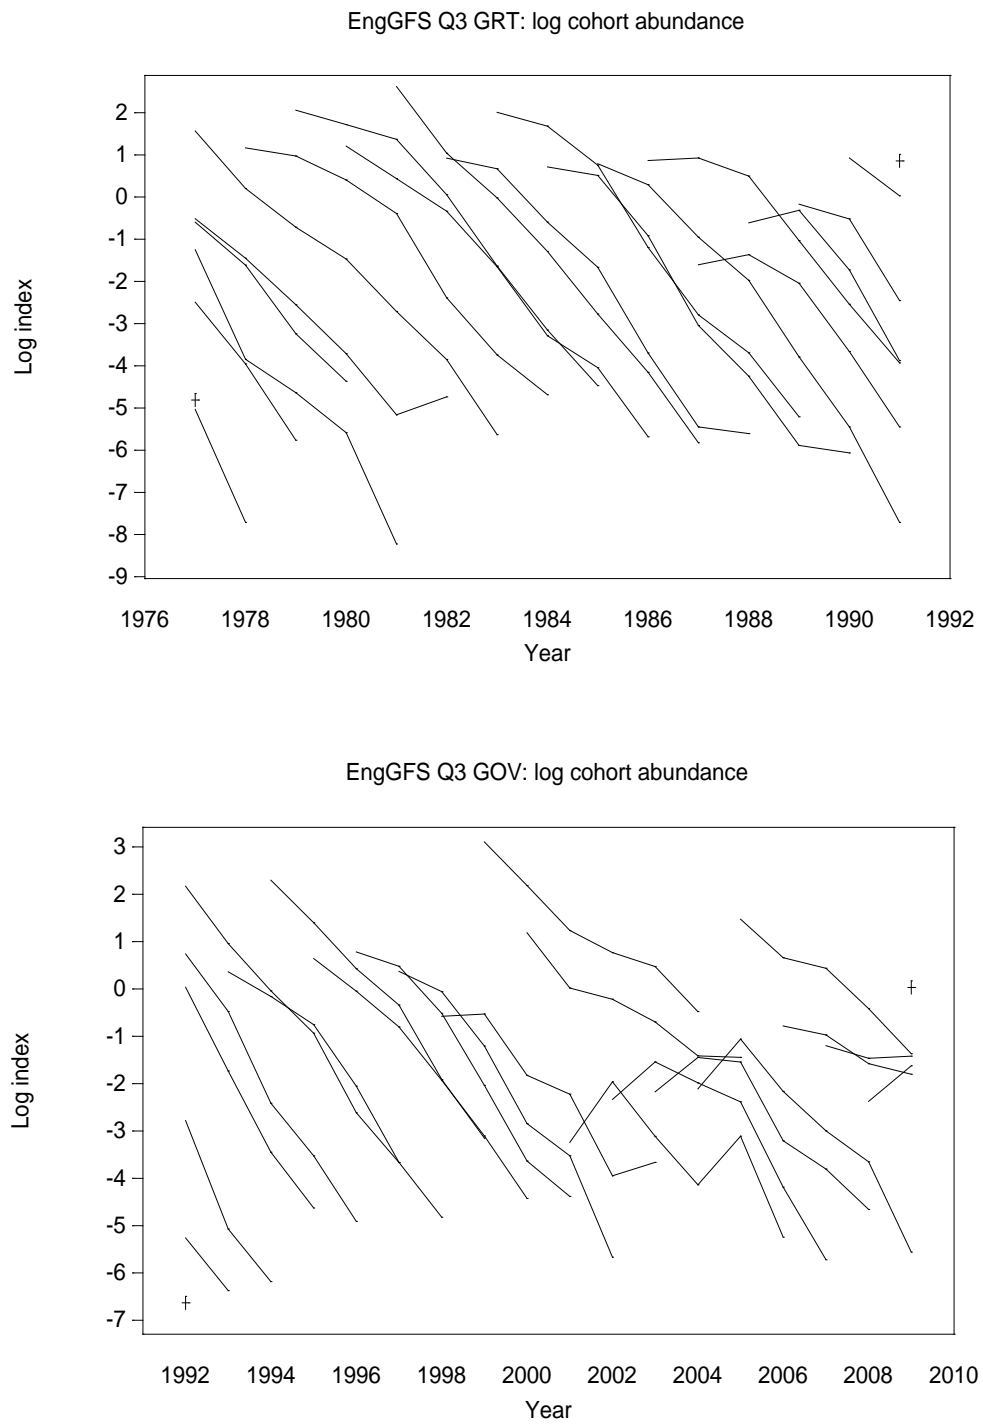 EngGFS Q3 GRT: log cohort abundance
Log index
2
1
0
-1
-2
-3
-4
-5
-6
-7
-8
-9
1976 1978 1980 1982 1984 1986 1988 1990 1992
Year
EngGFS Q3 GOV: log cohort abundance
Log index
3
2
1
0
-1
-2
-3
-4
-5
-6
-7
1992 1994 1996 1998 2000 2002 2004 2006 2008 2010
Year